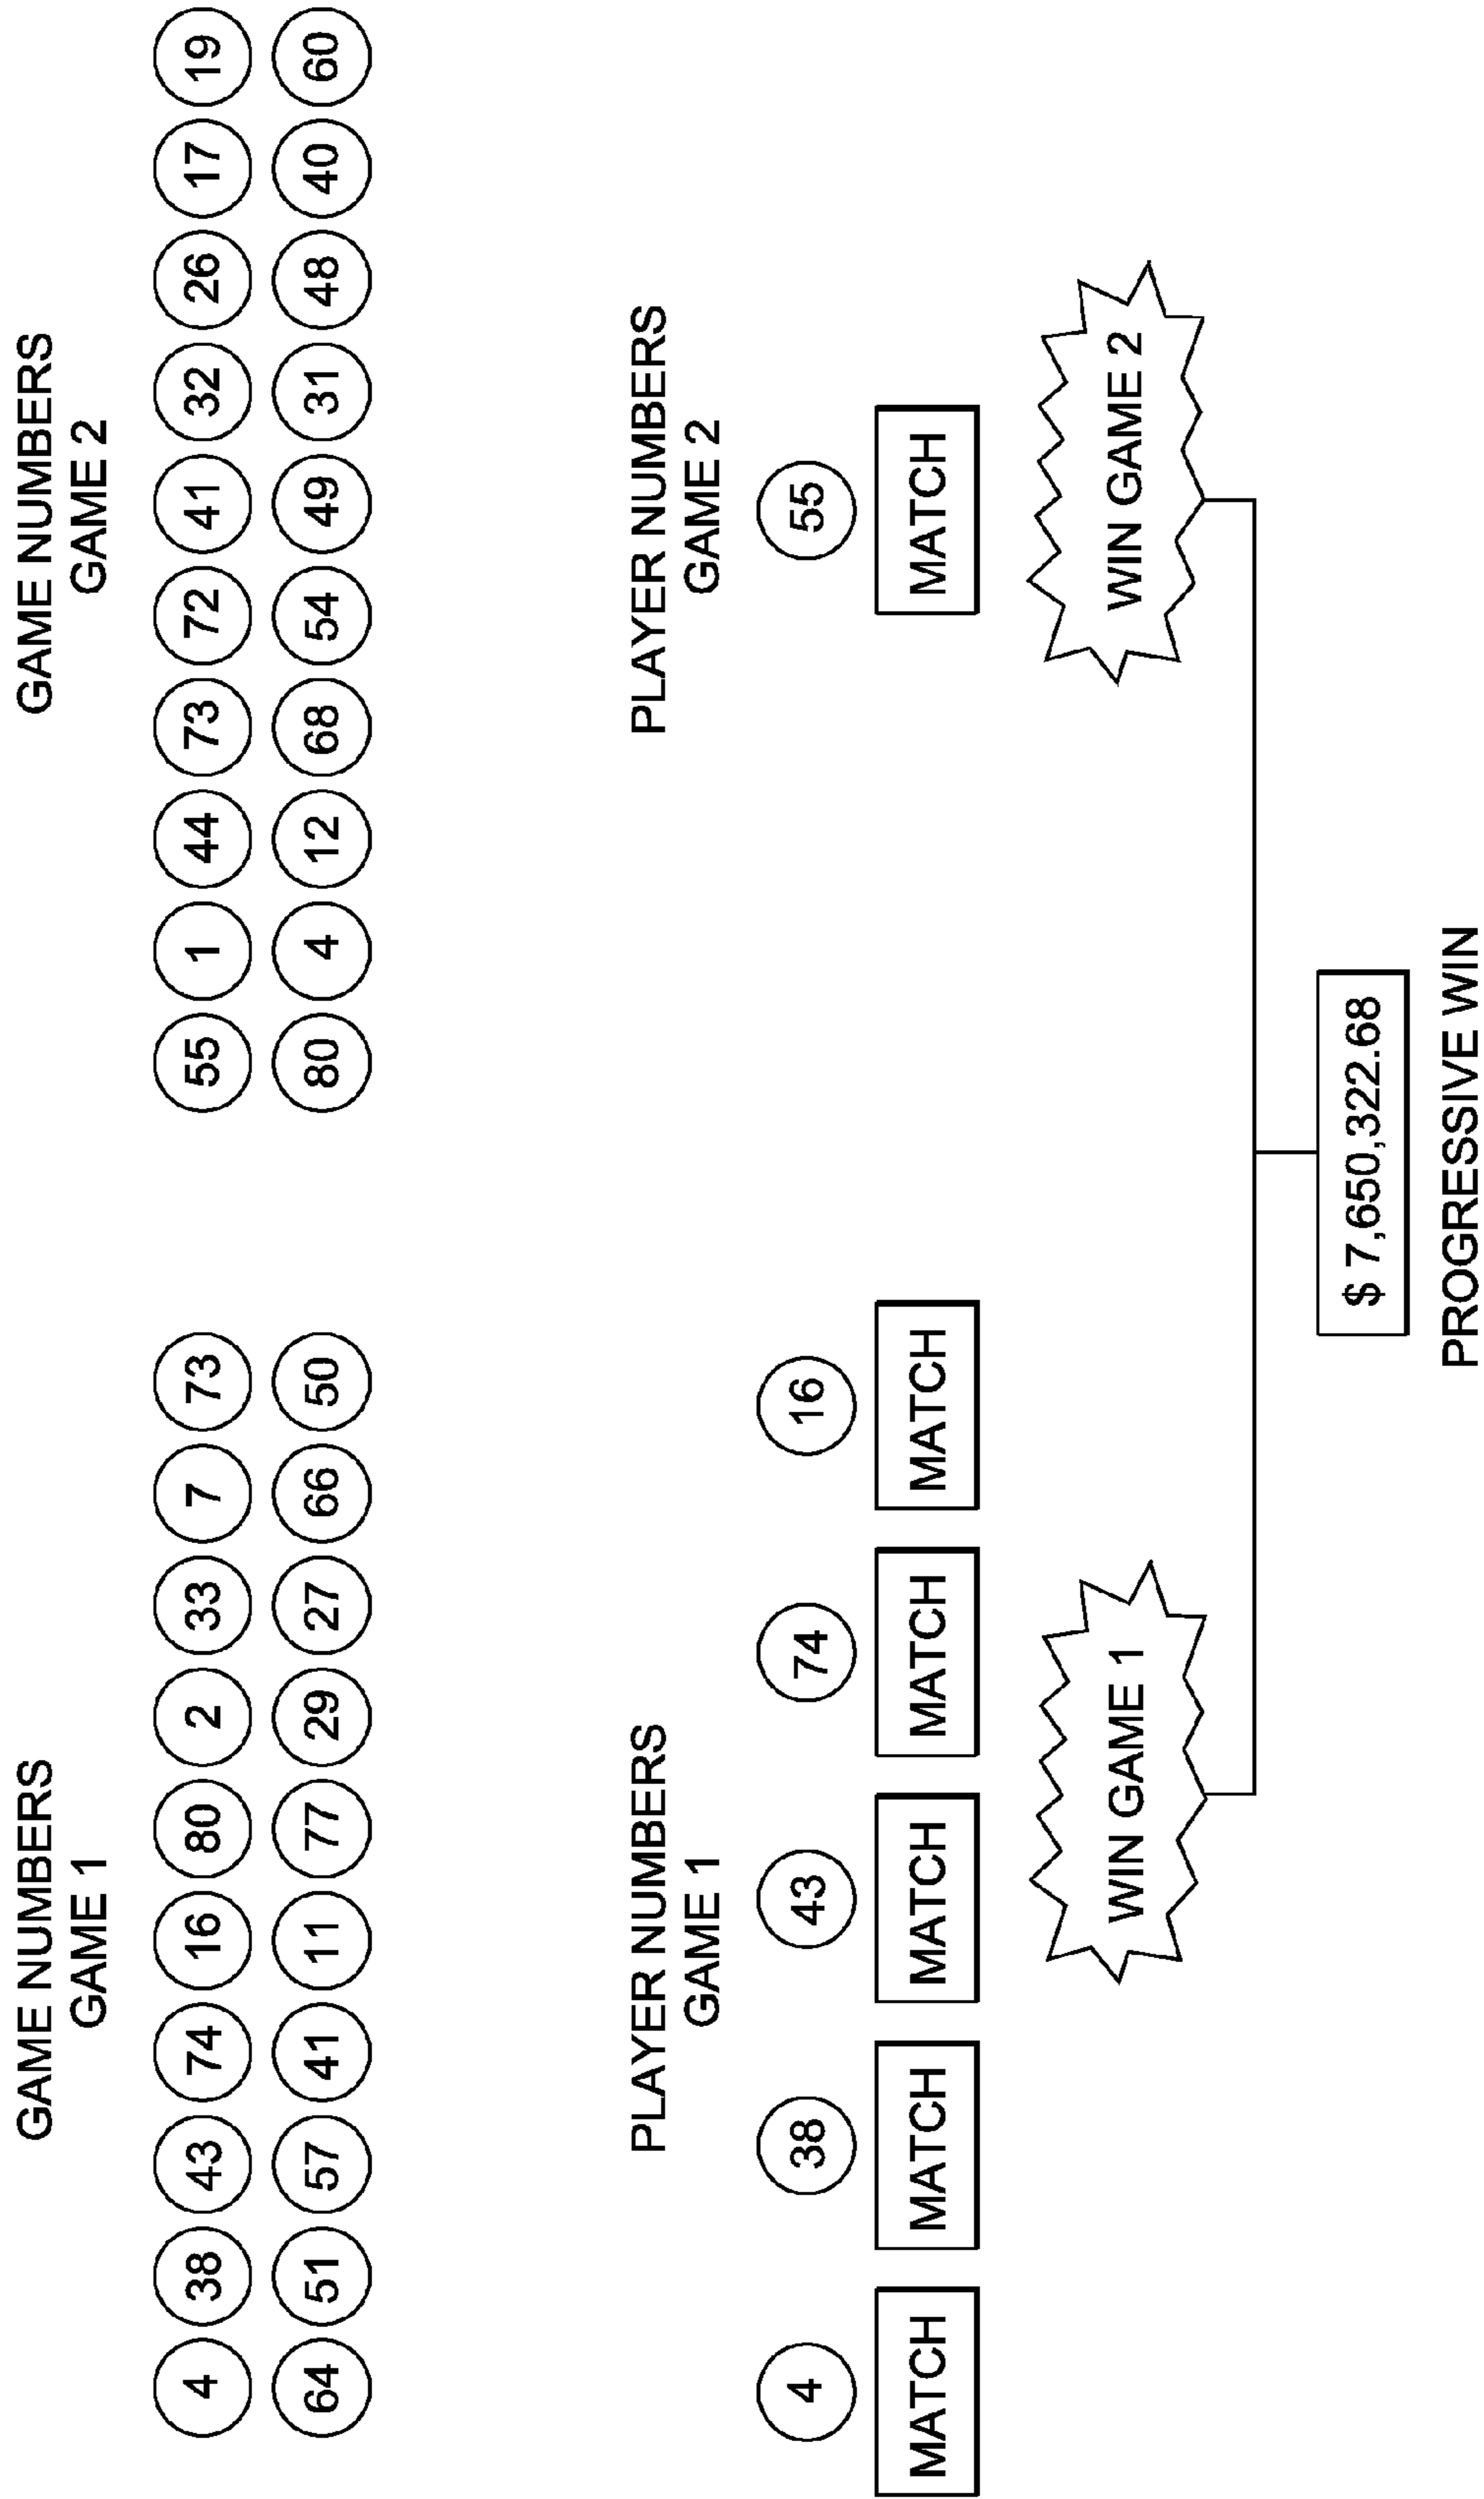 GAME NUMBERS
GAME 1
4 38 43 74 16 80 2 33 7 73
64 51 57 41 11 77 29 27 66 50
GAME NUMBERS
GAME 2
55 1 44 73 72 41 32 26 17 19
80 4 12 68 54 49 31 48 40 60
PLAYER NUMBERS
GAME 1
4 38 43 74 16
MATCH MATCH MATCH MATCH MATCH
WIN GAME 1
PLAYER NUMBERS
GAME 2
55
MATCH
WIN GAME 2
$ 7,650,322.68
PROGRESSIVE WIN